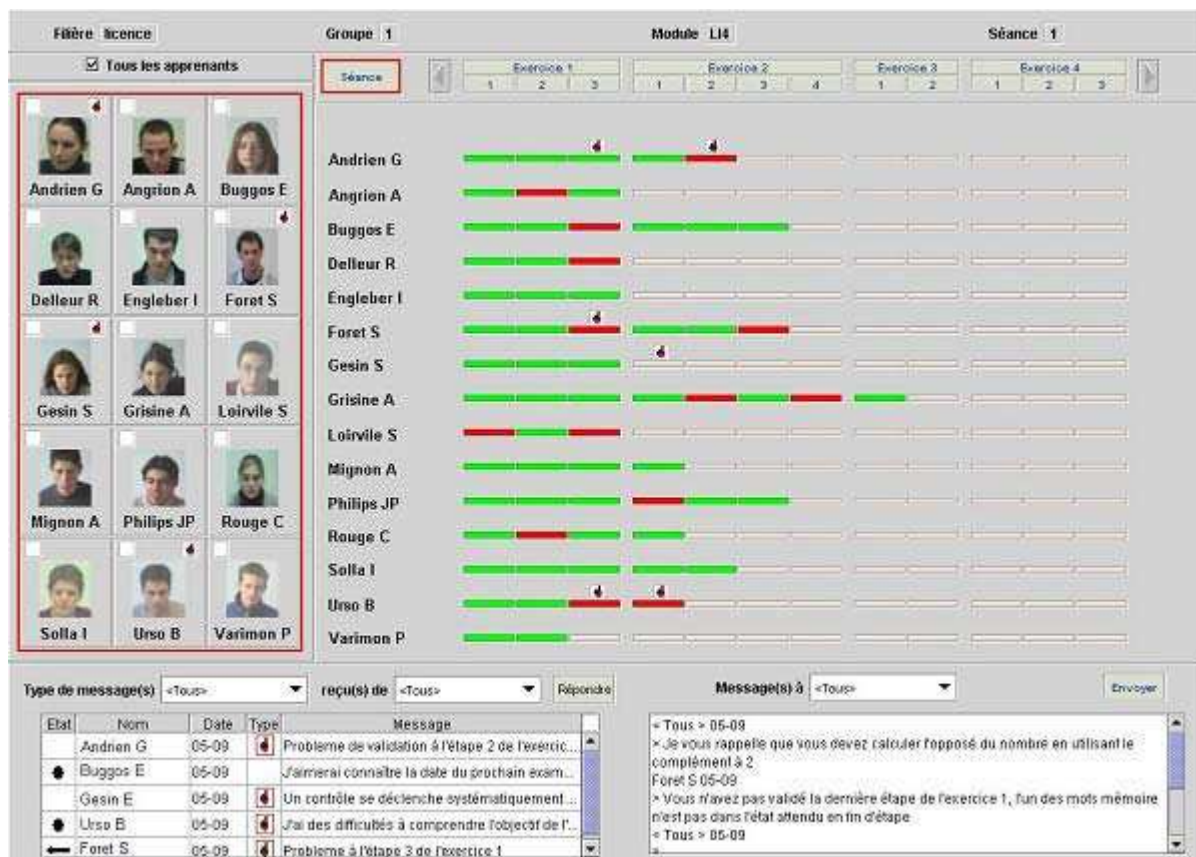 Filière licence Groupe 1 Module LI4 Séance 1
Tous les apprenants
Séance
Exercice 1 Exercice 2 Exercice 3 Exercice 4
1 2 3 1 2 3 4 1 2 1 2 3
Andrien G Angrion A Buggos E
Delleur R Engleber I Foret S
Gesin S Grisine A Loirvile S
Mignon A Philips JP Rouge C
Solla I Urso B Varimon P
Andrien G
Angrion A
Buggos E
Delleur R
Engleber I
Foret S
Gesin S
Grisine A
Loirvile S
Mignon A
Philips JP
Rouge C
Solla I
Urso B
Varimon P
Type de message(s) <Tous> reçu(s) de <Tous> Répondre
Etat Nom Date Type Message
Andrien G 05-09 Probleme de validation à l'étape 2 de l'exercic...
Buggos E 05-09 J'aimerai connaître la date du prochain exam...
Gesin E 05-09 Un contrôle se déclenche systématiquement...
Urso B 05-09 J'ai des difficultés à comprendre l'objectif de l'...
Foret S 05-09 Probleme à l'étape 3 de l'exercice 1
Message(s) à <Tous> Envoyer
< Tous > 05-09
> Je vous rappelle que vous devez calculer l'opposé du nombre en utilisant le
complément à 2
Foret S 05-09
> Vous n'avez pas validé la dernière étape de l'exercice 1, l'un des mots mémoire
n'est pas dans l'état attendu en fin d'étape
< Tous > 05-09
>